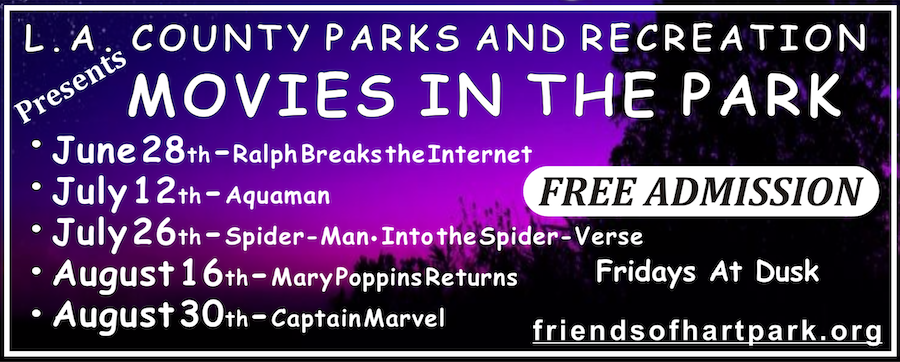 L.A. COUNTY PARKS AND RECREATION
Presents
MOVIES IN THE PARK
• June 28th - Ralph Breaks the Internet
• July 12th - Aquaman
FREE ADMISSION
• July 26th - Spider-Man•Into the Spider-Verse
• August 16th - Mary Poppins Returns
Fridays At Dusk
• August 30th - Captain Marvel
friendsofhartpark.org